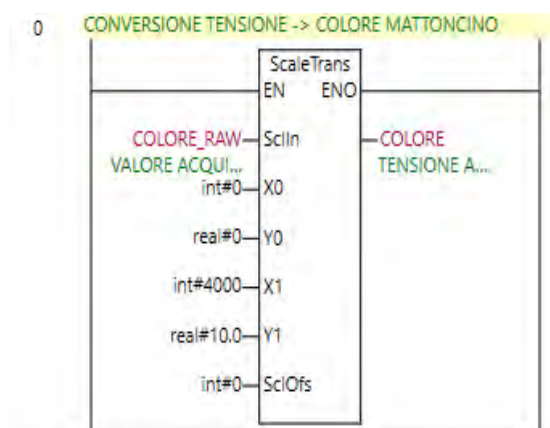 0 CONVERSIONE TENSIONE -> COLORE MATTONCINO
ScaleTrans
EN ENO
COLORE_RAW SclIn COLORE
VALORE ACQUI... TENSIONE A....
int#0 X0
real#0 Y0
int#4000 X1
real#10.0 Y1
int#0 SclOfs